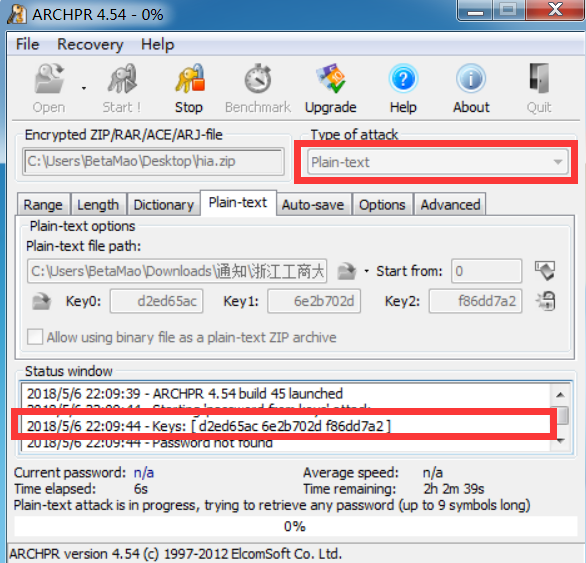 ARCHPR 4.54 - 0%
File Recovery Help
Open Start ! Stop Benchmark Upgrade Help About Quit
Encrypted ZIP/RAR/ACE/ARJ-file Type of attack
C:\Users\BetaMao\Desktop\hia.zip Plain-text
Range Length Dictionary Plain-text Auto-save Options Advanced
Plain-text options
Plain-text file path:
C:\Users\BetaMao\Downloads\通知\浙江工商大 Start from: 0
Key0: d2ed65ac Key1: 6e2b702d Key2: f86dd7a2
Allow using binary file as a plain-text ZIP archive
Status window
2018/5/6 22:09:39 - ARCHPR 4.54 build 45 launched
2018/5/6 22:09:44 - Starting 'password from keys' attack
2018/5/6 22:09:44 - Keys: [ d2ed65ac 6e2b702d f86dd7a2 ]
2018/5/6 22:09:44 - Password not found
Current password: n/a Average speed: n/a
Time elapsed: 6s Time remaining: 2h 2m 39s
Plain-text attack is in progress, trying to retrieve any password (up to 9 symbols long)
0%
ARCHPR version 4.54 (c) 1997-2012 ElcomSoft Co. Ltd.